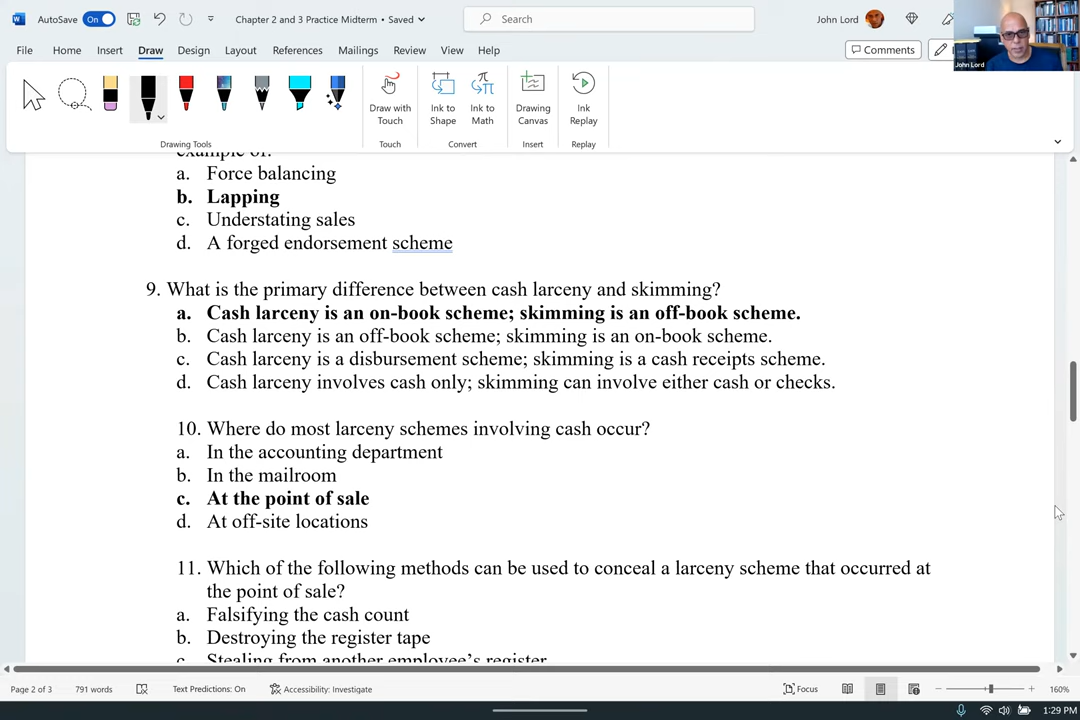 AutoSave On Chapter 2 and 3 Practice Midterm • Saved Search John Lord
File Home Insert Draw Design Layout References Mailings Review View Help Comments
Draw with Touch Ink to Shape Ink to Math Drawing Canvas Ink Replay
Drawing Tools Touch Convert Insert Replay
John Lord
example of:
a. Force balancing
b. Lapping
c. Understating sales
d. A forged endorsement scheme
9. What is the primary difference between cash larceny and skimming?
a. Cash larceny is an on-book scheme; skimming is an off-book scheme.
b. Cash larceny is an off-book scheme; skimming is an on-book scheme.
c. Cash larceny is a disbursement scheme; skimming is a cash receipts scheme.
d. Cash larceny involves cash only; skimming can involve either cash or checks.
10. Where do most larceny schemes involving cash occur?
a. In the accounting department
b. In the mailroom
c. At the point of sale
d. At off-site locations
11. Which of the following methods can be used to conceal a larceny scheme that occurred at
the point of sale?
a. Falsifying the cash count
b. Destroying the register tape
c. Stealing from another employee's register
Page 2 of 3 791 words Text Predictions: On Accessibility: Investigate Focus 160%
1:29 PM